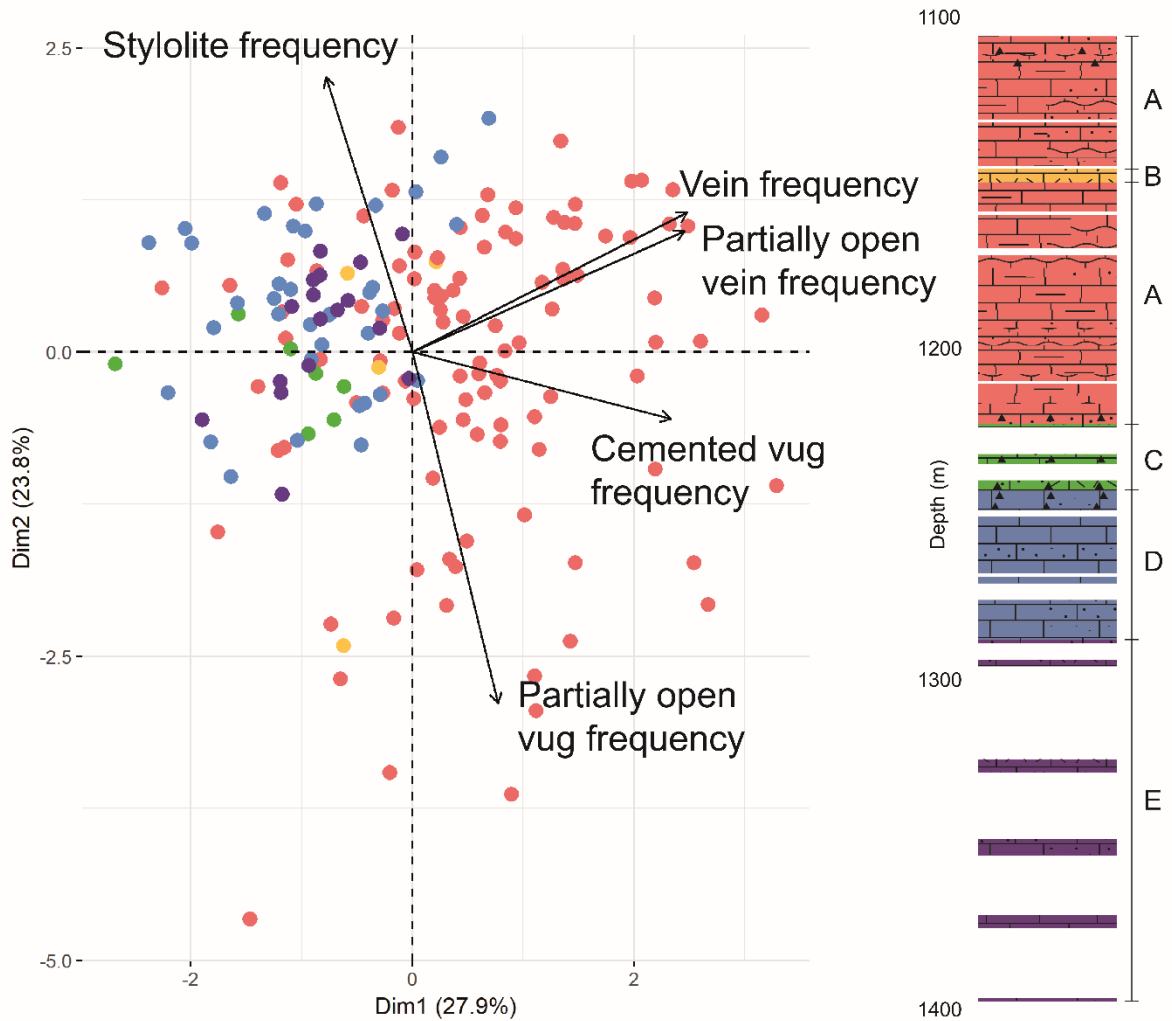 Stylolite frequency
Vein frequency
Partially open
vein frequency
Cemented vug
frequency
Partially open
vug frequency
2.5
0.0
-2.5
-5.0
Dim2 (23.8%)
-2
0
2
Dim1 (27.9%)
1100
1200
1300
1400
Depth (m)
A
B
A
C
D
E